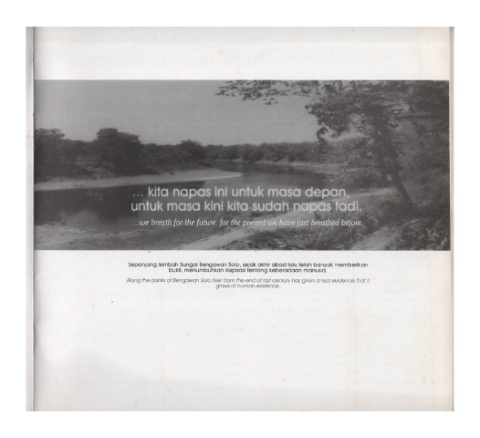 ... kita napas ini untuk masa depan,
untuk masa kini kita sudah napas tadi.
...we breath for the future, for the present we have just breathed before.
Sepanjang lembah Sungai Bengawan Solo, sejak akhir abad lalu telah banyak memberikan
bukti, menumbuhkan inspirasi tentang keberadaan manusia.
Along the banks of Bengawan Solo river from the end of last century has given a real evidence that it
grows of human existence.